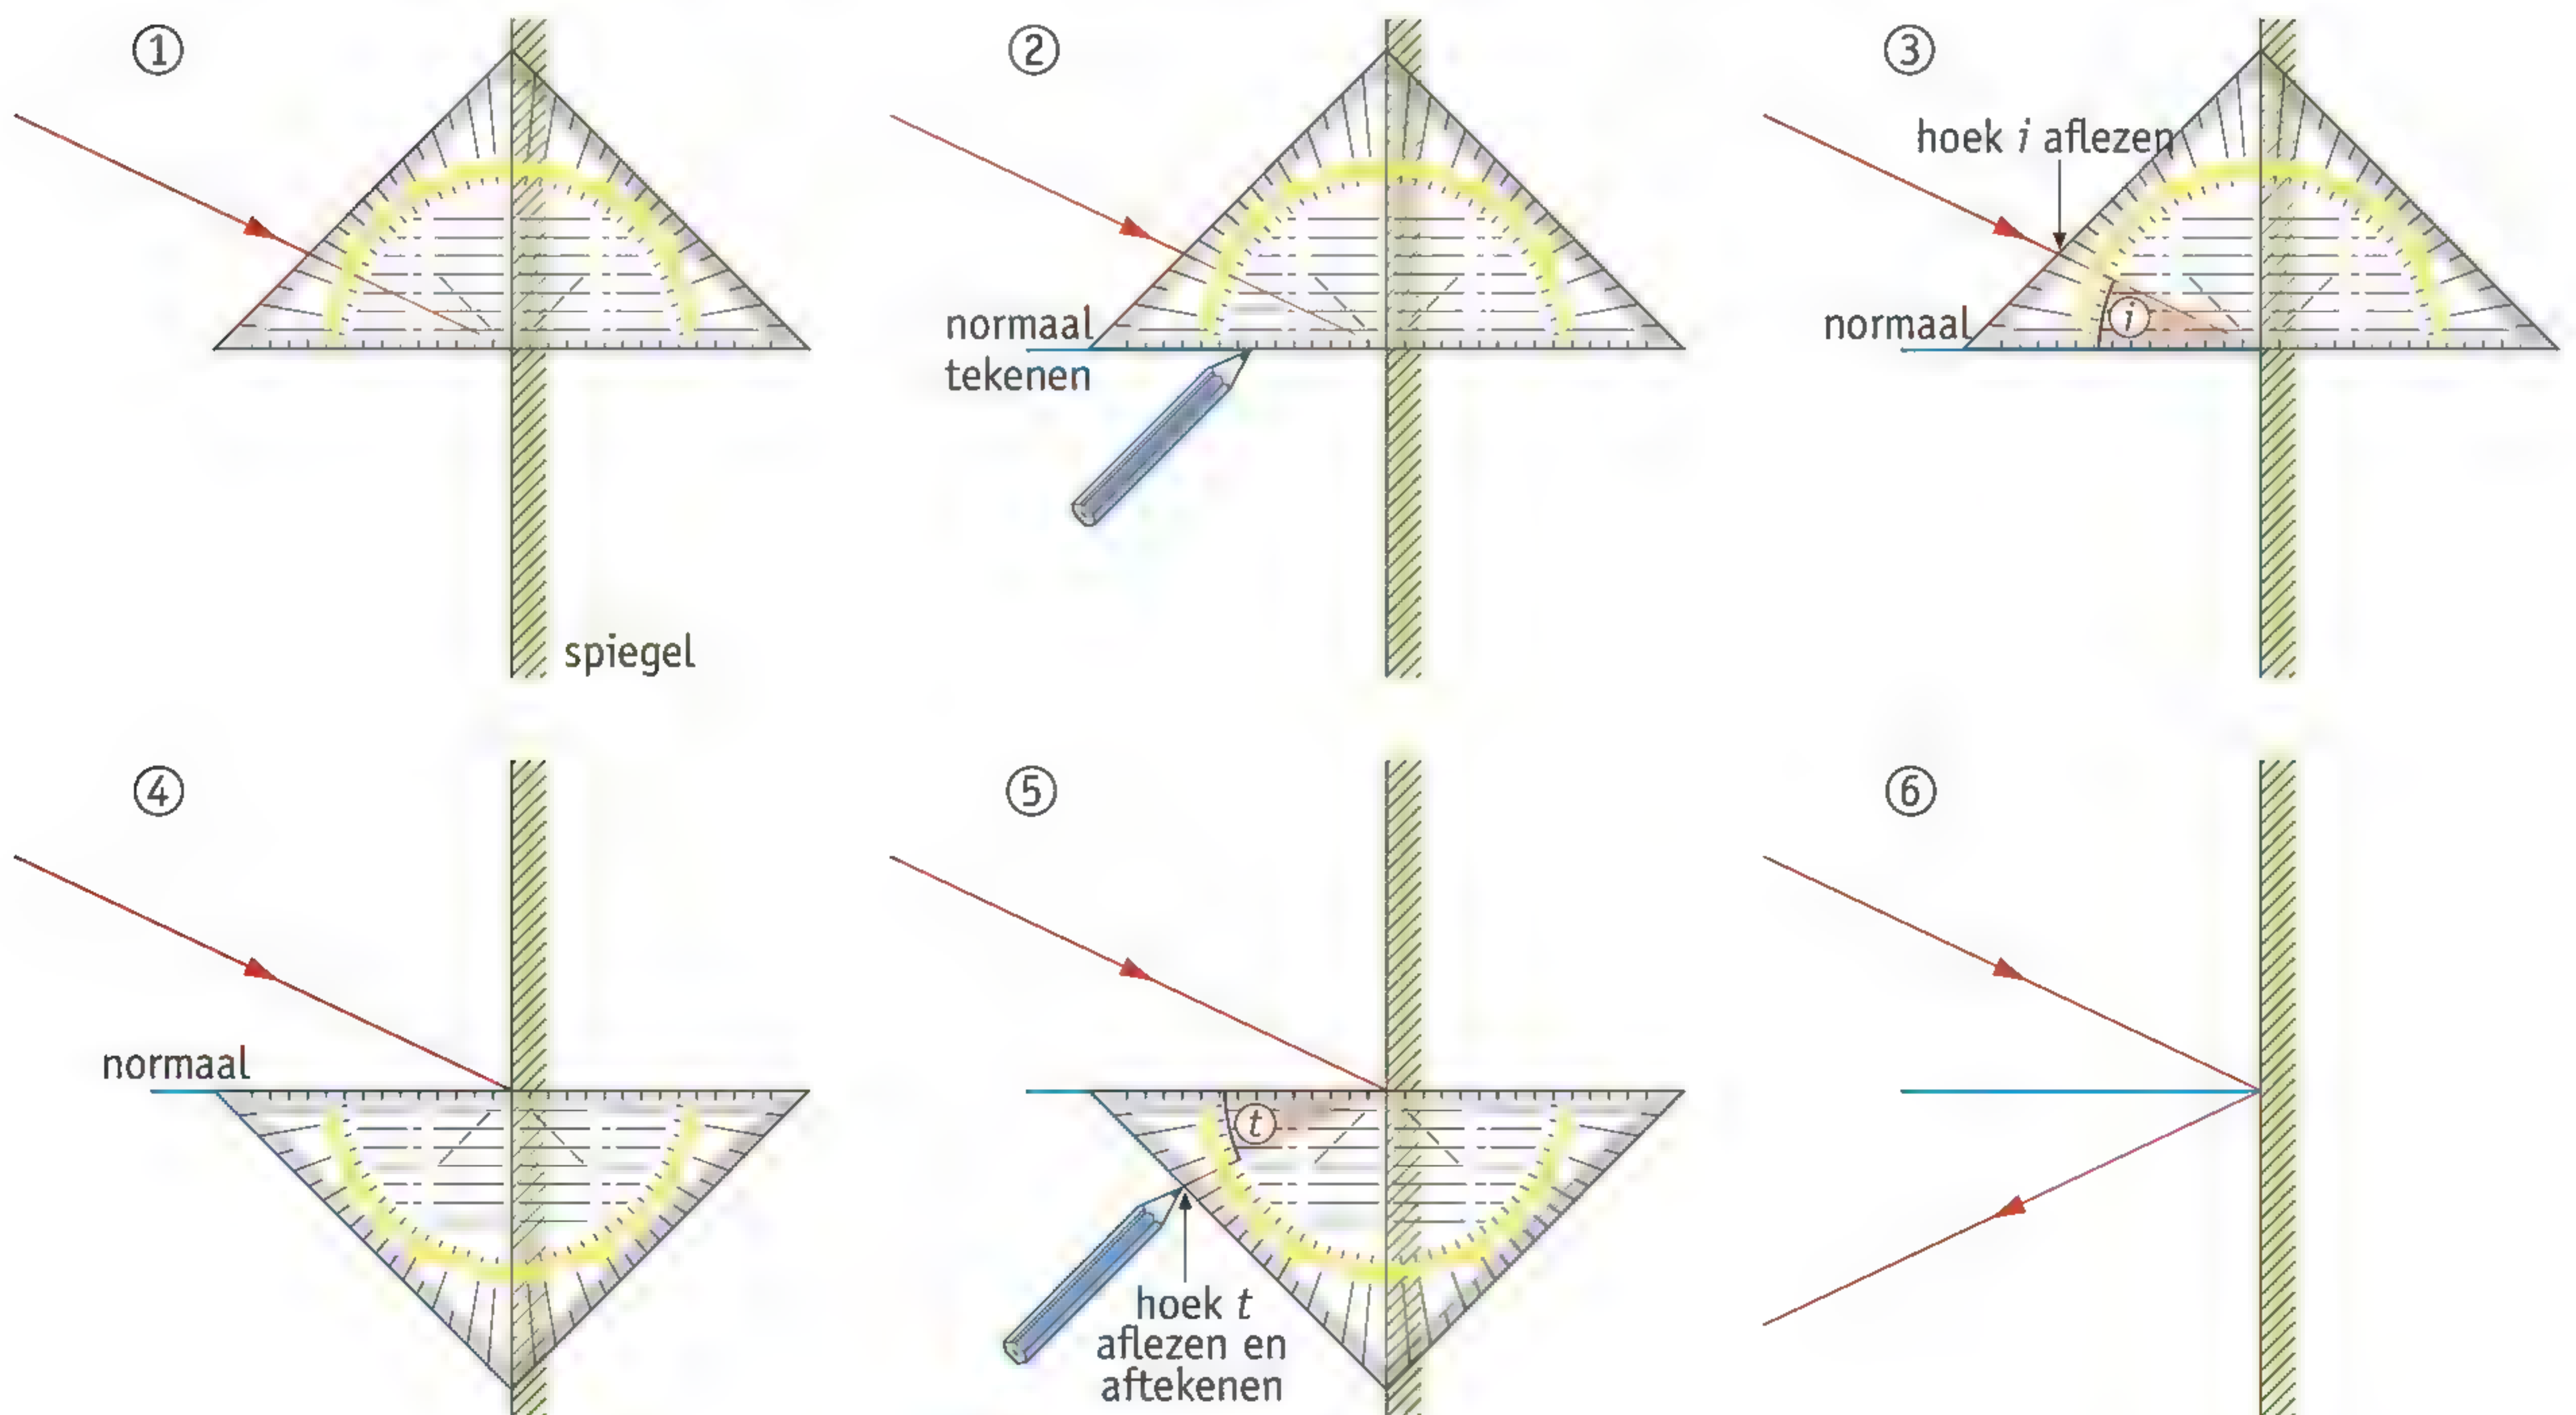 ①
spiegel
②
normaal
tekenen
③
hoek i aflezen
normaal
i
④
normaal
⑤
t
hoek t
aflezen en
aftekenen
⑥